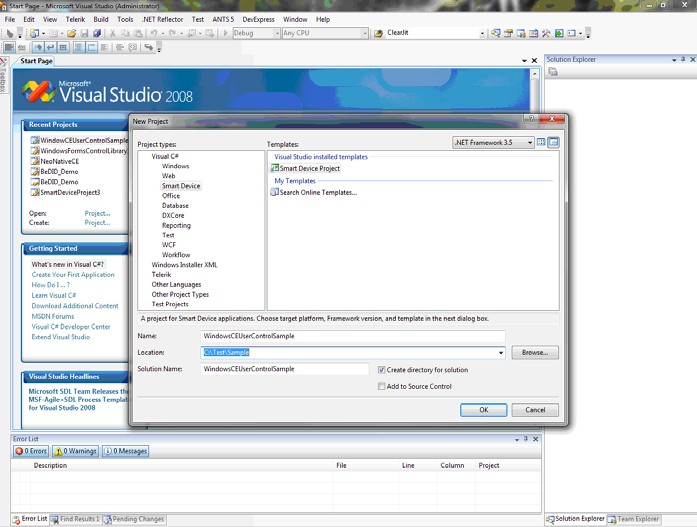 Start Page - Microsoft Visual Studio (Administrator)
File Edit View Telerik Build Tools .NET Reflector Test ANTS 5 DevExpress Window Help
Debug Any CPU ClearJit
Toolbox
Start Page
Solution Explorer
Microsoft®
Visual Studio 2008
Recent Projects
WindowCEUserControlSample
WindowsFormsControlLibrary
NeoNativeCE
BeDID_Demo
BeDID_Demo
SmartDeviceProject3
Open: Project...
Create: Project...
Getting Started
What's new in Visual C#?
Create Your First Application
How Do I ... ?
Learn Visual C#
Download Additional Content
MSDN Forums
Visual C# Developer Center
Extend Visual Studio
Visual Studio Headlines
Microsoft SDL Team Releases the
MSF-Agile+SDL Process Templa
for Visual Studio 2008
New Project
Project types:
Templates:
.NET Framework 3.5
Visual C#
Windows
Web
Smart Device
Office
Database
DXCore
Reporting
Test
WCF
Workflow
Windows Installer XML
Telerik
Other Languages
Other Project Types
Test Projects
Visual Studio installed templates
Smart Device Project
My Templates
Search Online Templates...
A project for Smart Device applications. Choose target platform, Framework version, and template in the next dialog box.
Name: WindowsCEUserControlSample
Location: C:\Test\Sample
Browse...
Solution Name: WindowsCEUserControlSample
Create directory for solution
Add to Source Control
OK Cancel
Error List
0 Errors 0 Warnings 0 Messages
Description File Line Column Project
Error List Find Results 1 Pending Changes
Solution Explorer Team Explorer